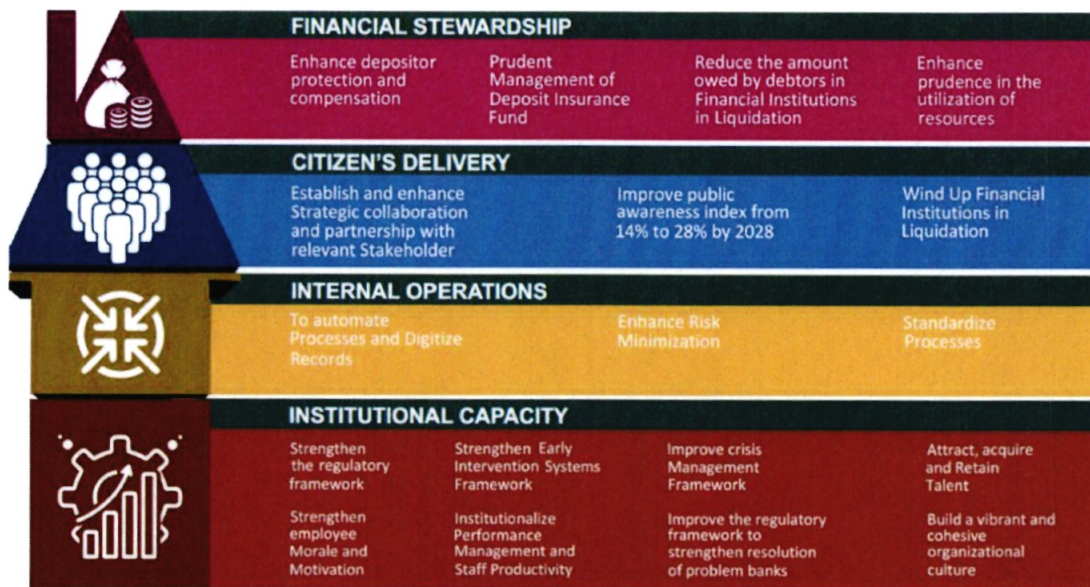 FINANCIAL STEWARDSHIP
Enhance depositor
protection and
compensation
Prudent
Management of
Deposit Insurance
Fund
Reduce the amount
owed by debtors in
Financial Institutions
in Liquidation
Enhance
prudence in the
utilization of
resources
CITIZEN'S DELIVERY
Establish and enhance
Strategic collaboration
and partnership with
relevant Stakeholder
Improve public
awareness index from
14% to 28% by 2028
Wind Up Financial
Institutions in
Liquidation
INTERNAL OPERATIONS
To automate
Processes and Digitize
Records
Enhance Risk
Minimization
Standardize
Processes
INSTITUTIONAL CAPACITY
Strengthen
the regulatory
framework
Strengthen Early
Intervention Systems
Framework
Improve crisis
Management
Framework
Attract, acquire
and Retain
Talent
Strengthen
employee
Morale and
Motivation
Institutionalize
Performance
Management and
Staff Productivity
Improve the regulatory
framework to
strengthen resolution
of problem banks
Build a vibrant and
cohesive
organizational
culture